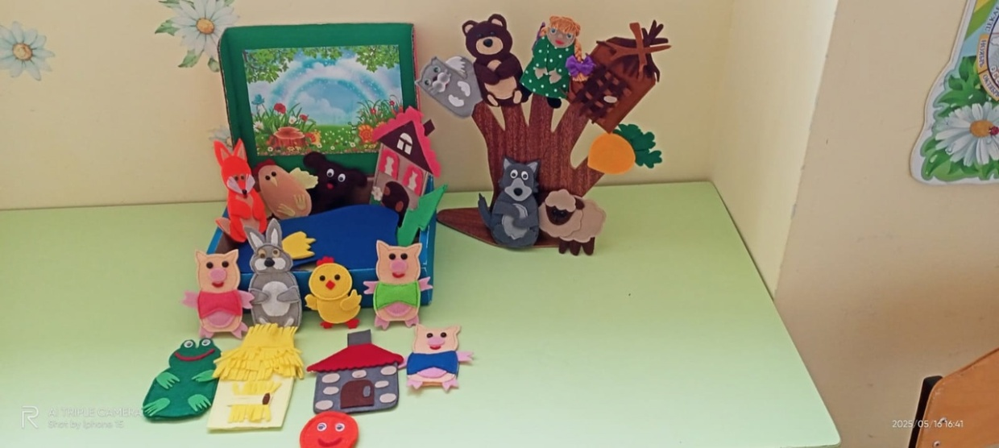 AI TRIPLE CAMERA
Shot by iphone 15
2025/05/16 16:41